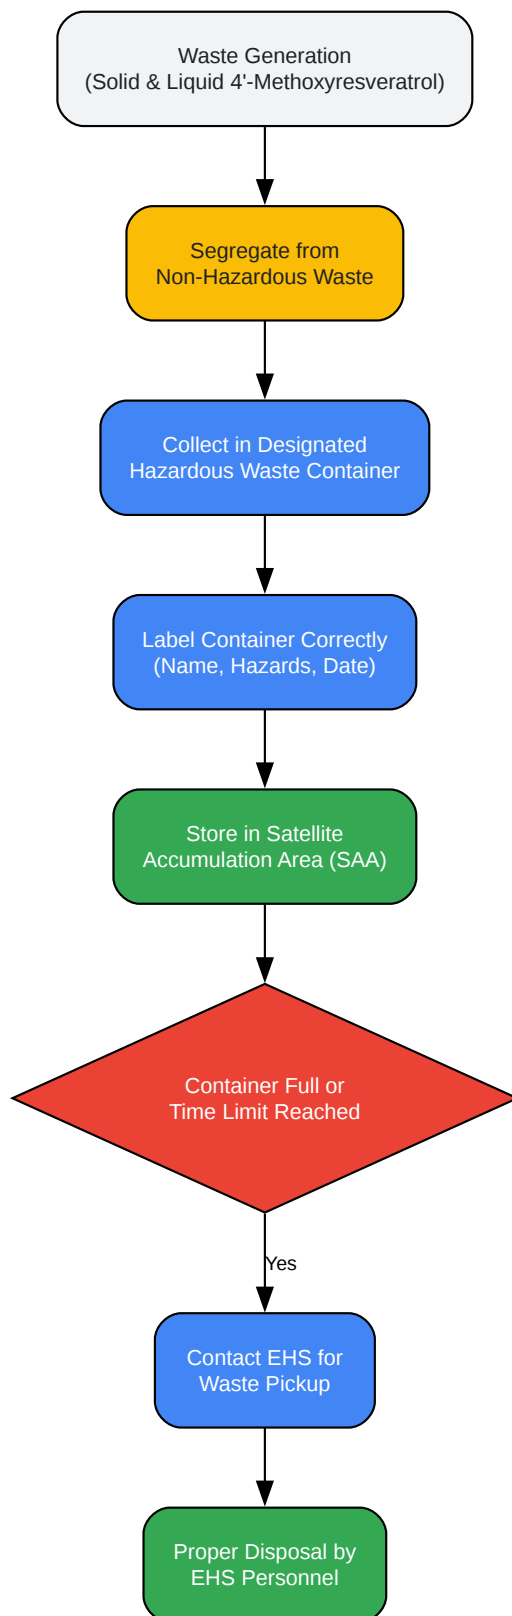 Waste Generation
(Solid & Liquid 4'-Methoxyresveratrol)
Segregate from
Non-Hazardous Waste
Collect in Designated
Hazardous Waste Container
Label Container Correctly
(Name, Hazards, Date)
Store in Satellite
Accumulation Area (SAA)
Container Full or
Time Limit Reached
Yes
Contact EHS for
Waste Pickup
Proper Disposal by
EHS Personnel